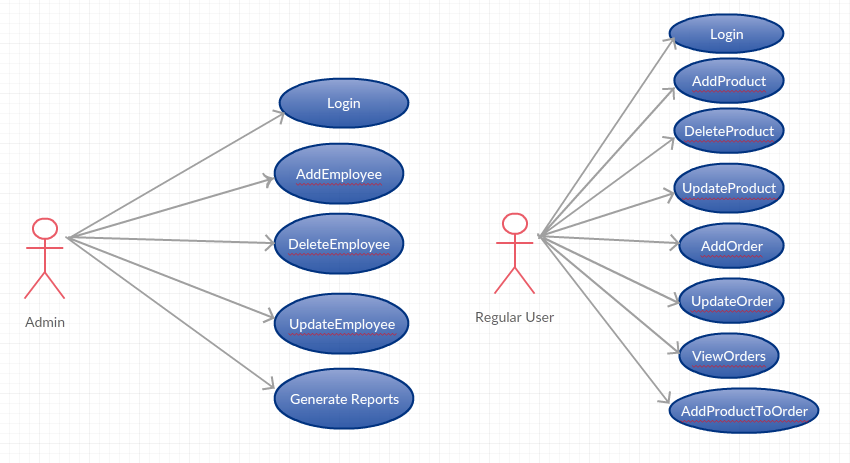 Login
AddEmployee
DeleteEmployee
UpdateEmployee
Generate Reports
Admin
Login
AddProduct
DeleteProduct
UpdateProduct
AddOrder
UpdateOrder
ViewOrders
AddProductToOrder
Regular User